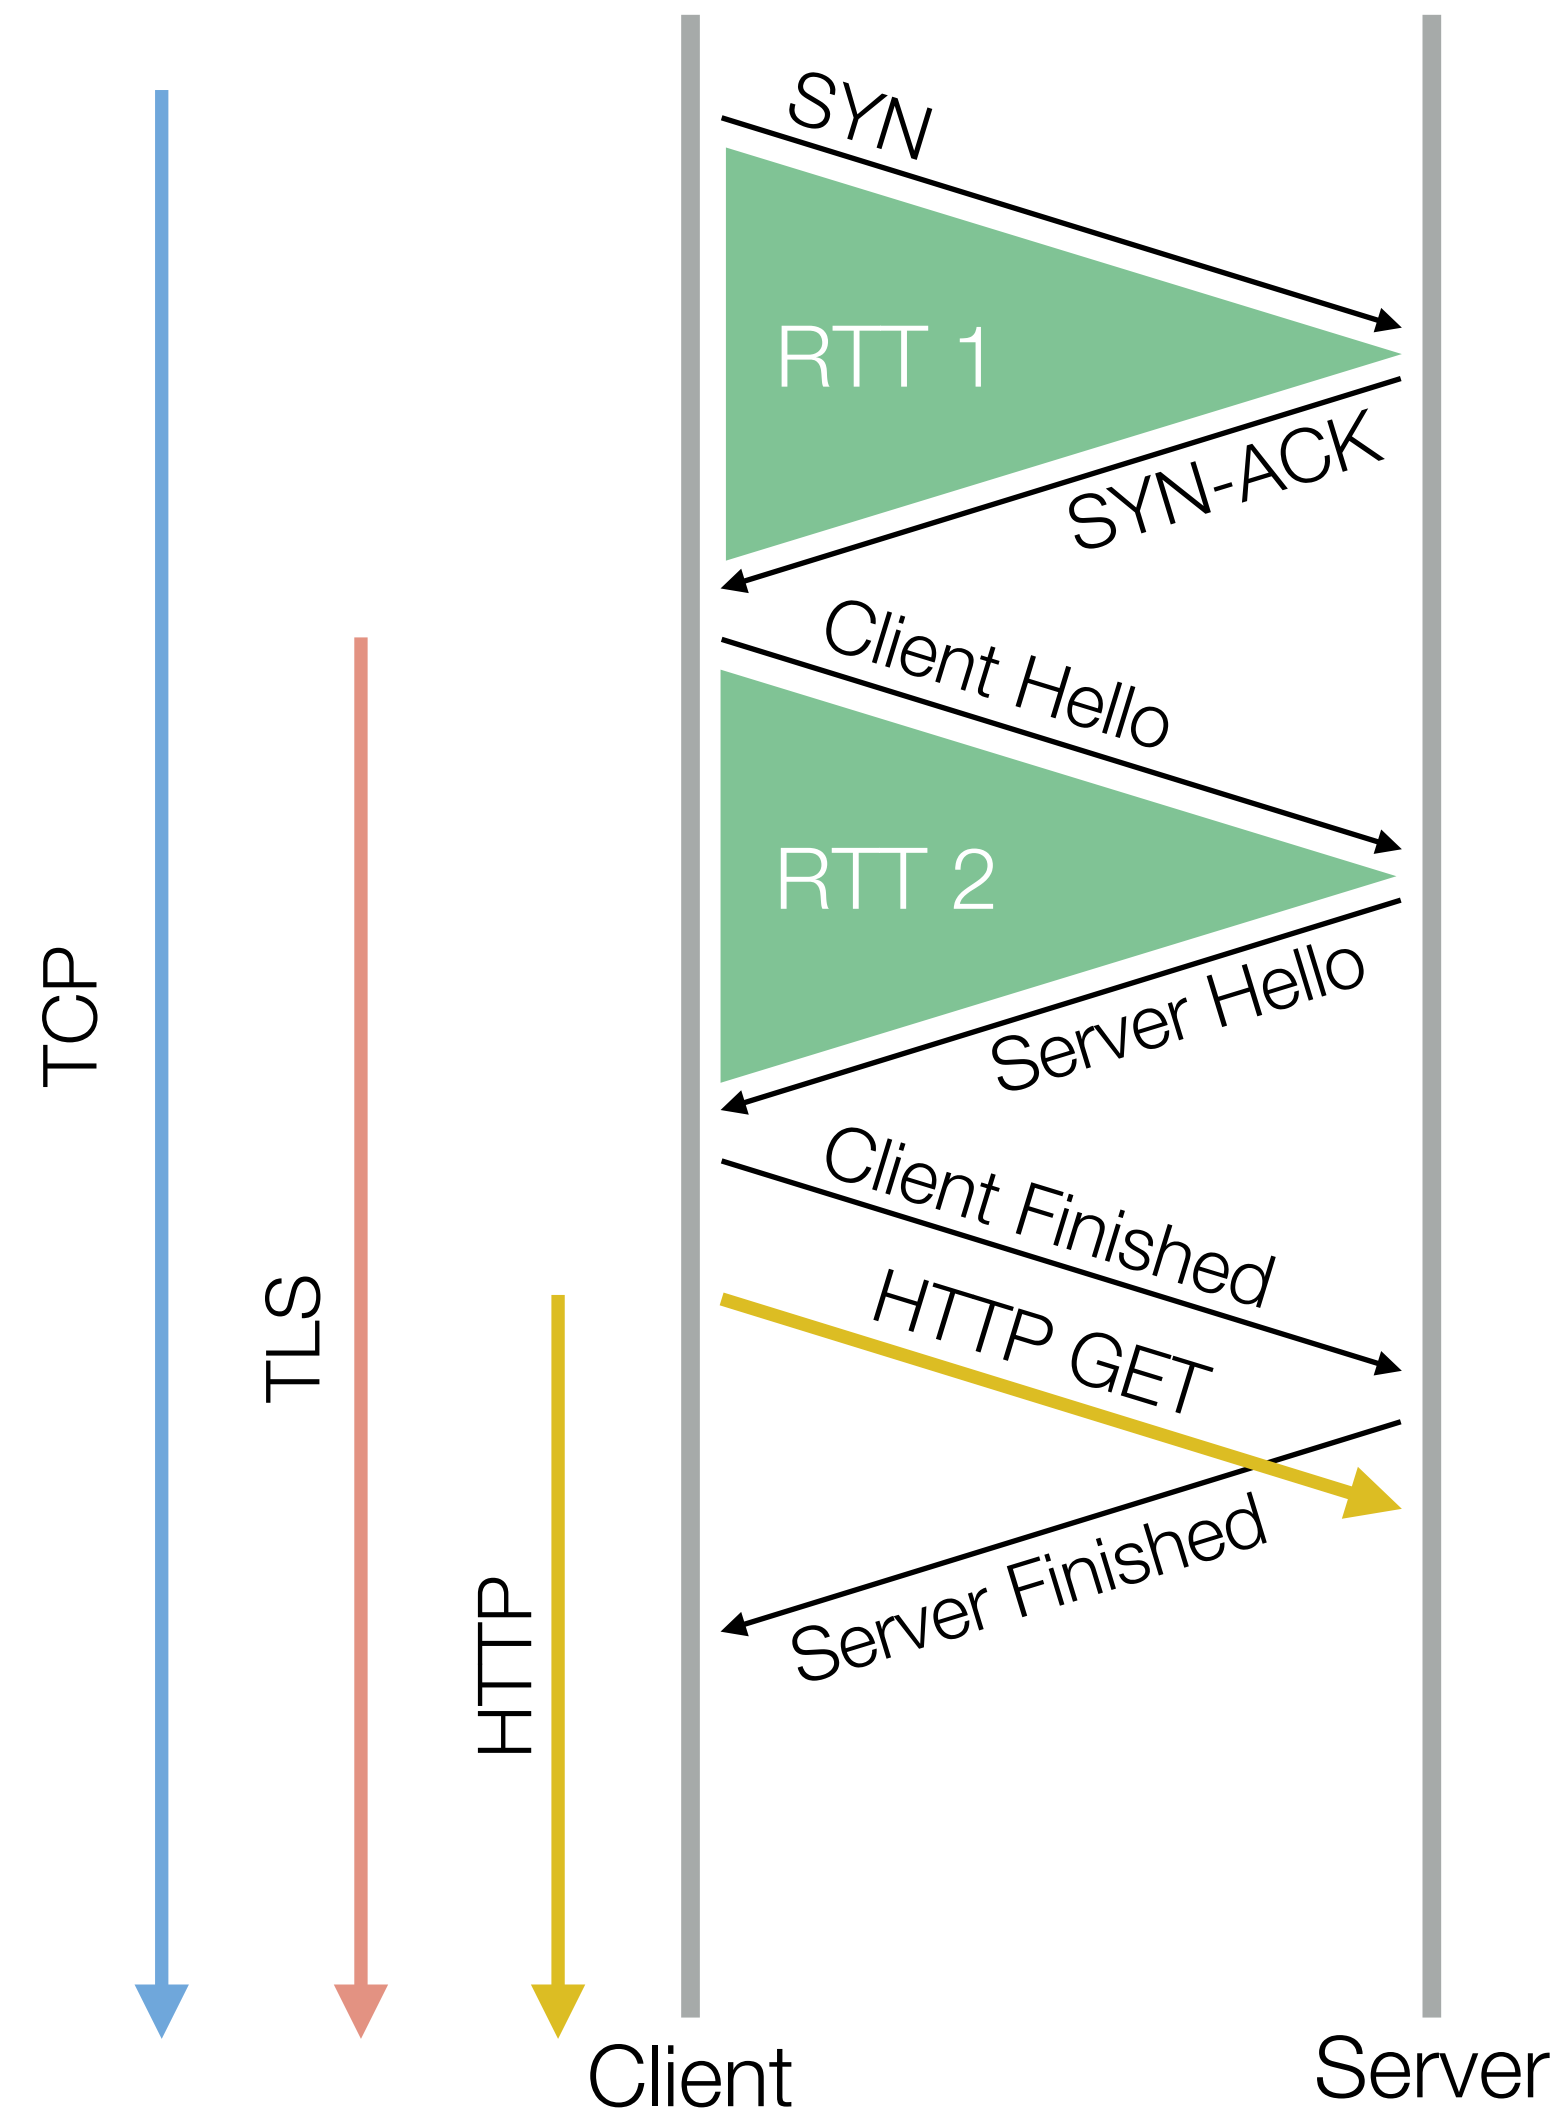 SYN
RTT 1
SYN-ACK
Client Hello
RTT 2
Server Hello
TCP
Client Finished
HTTP GET
TLS
Server Finished
HTTP
Client
Server